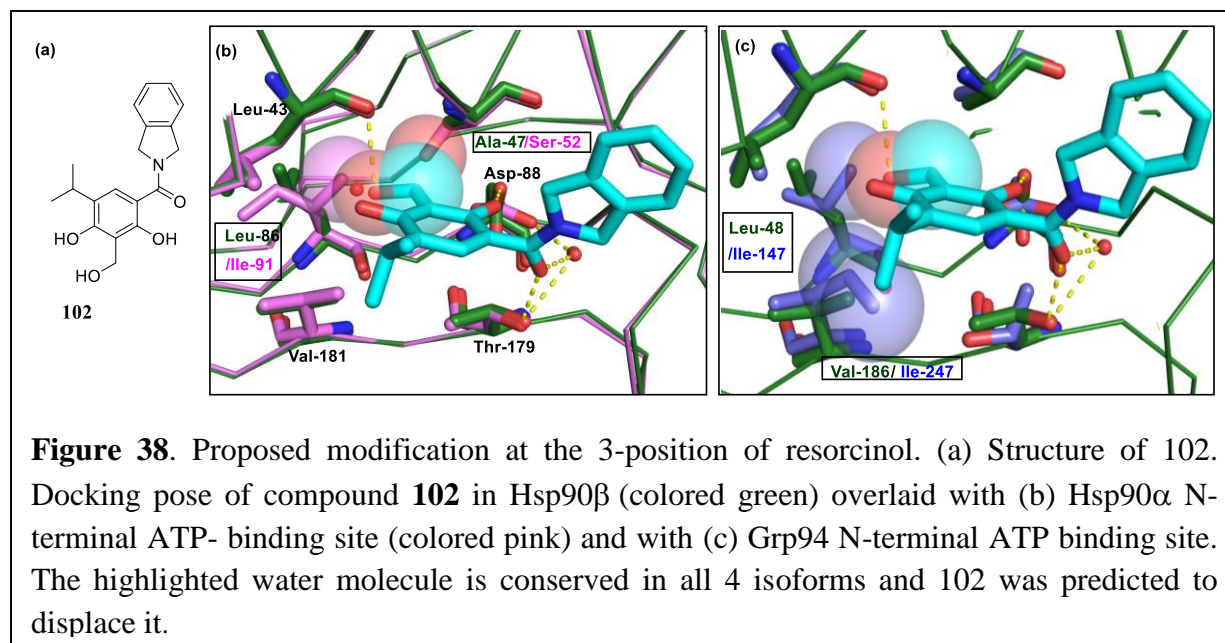 (a)
N
O
HO
OH
HO
102
(b)
Leu-43
Ala-47/Ser-52
Asp-88
Leu-86
/Ile-91
Val-181
Thr-179
(c)
Leu-48
/Ile-147
Val-186/ Ile-247
Figure 38. Proposed modification at the 3-position of resorcinol. (a) Structure of 102.
Docking pose of compound 102 in Hsp90β (colored green) overlaid with (b) Hsp90α N-
terminal ATP- binding site (colored pink) and with (c) Grp94 N-terminal ATP binding site.
The highlighted water molecule is conserved in all 4 isoforms and 102 was predicted to
displace it.